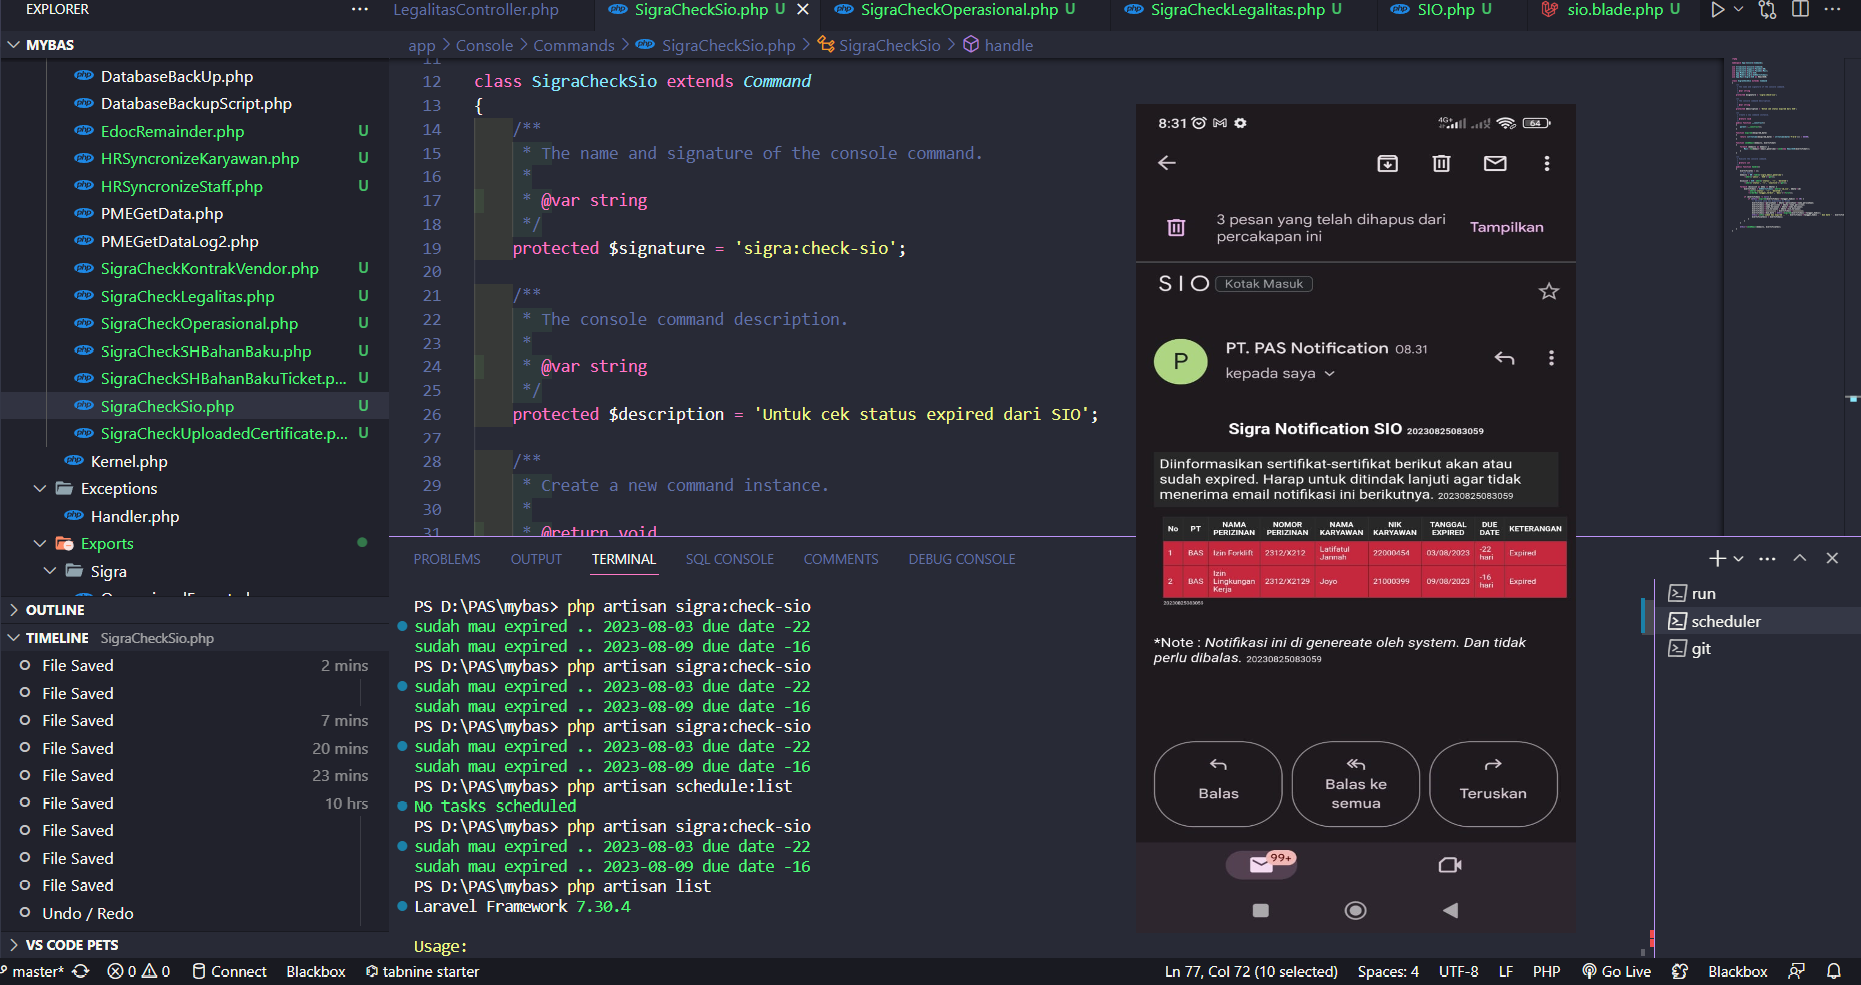 EXPLORER
MYBAS
DatabaseBackUp.php
DatabaseBackupScript.php
EdocRemainder.php U
HRSyncronizeKaryawan.php U
HRSyncronizeStaff.php U
PMEGetData.php
PMEGetDataLog2.php
SigraCheckKontrakVendor.php U
SigraCheckLegalitas.php U
SigraCheckOperasional.php U
SigraCheckSHBahanBaku.php U
SigraCheckSHBahanBakuTicket.p... U
SigraCheckSio.php U
SigraCheckUploadedCertificate.p... U
Kernel.php
Exceptions
Handler.php
Exports
Sigra
OUTLINE
TIMELINE SigraCheckSio.php
File Saved 2 mins
File Saved
File Saved 7 mins
File Saved 20 mins
File Saved 23 mins
File Saved 10 hrs
File Saved
File Saved
File Saved
Undo / Redo
VS CODE PETS
LegalitasController.php
SigraCheckSio.php U
SigraCheckOperasional.php U
SigraCheckLegalitas.php U
SIO.php U
sio.blade.php U
app > Console > Commands > SigraCheckSio.php > SigraCheckSio > handle
11
12 class SigraCheckSio extends Command
13 {
14 /**
15 * The name and signature of the console command.
16 *
17 * @var string
18 */
19 protected $signature = 'sigra:check-sio';
20
21 /**
22 * The console command description.
23 *
24 * @var string
25 */
26 protected $description = 'Untuk cek status expired dari SIO';
27
28 /**
29 * Create a new command instance.
30 *
31 * @return void
PROBLEMS OUTPUT TERMINAL SQL CONSOLE COMMENTS DEBUG CONSOLE
PS D:\PAS\mybas> php artisan sigra:check-sio
sudah mau expired .. 2023-08-03 due date -22
sudah mau expired .. 2023-08-09 due date -16
PS D:\PAS\mybas> php artisan sigra:check-sio
sudah mau expired .. 2023-08-03 due date -22
sudah mau expired .. 2023-08-09 due date -16
PS D:\PAS\mybas> php artisan sigra:check-sio
sudah mau expired .. 2023-08-03 due date -22
sudah mau expired .. 2023-08-09 due date -16
PS D:\PAS\mybas> php artisan schedule:list
No tasks scheduled
PS D:\PAS\mybas> php artisan sigra:check-sio
sudah mau expired .. 2023-08-03 due date -22
sudah mau expired .. 2023-08-09 due date -16
PS D:\PAS\mybas> php artisan list
Laravel Framework 7.30.4
Usage:
run
scheduler
git
8:31
4G+
64
3 pesan yang telah dihapus dari
percakapan ini
Tampilkan
S I O Kotak Masuk
P
PT. PAS Notification 08.31
kepada saya
Sigra Notification SIO 20230825083059
Diinformasikan sertifikat-sertifikat berikut akan atau
sudah expired. Harap untuk ditindak lanjuti agar tidak
menerima email notifikasi ini berikutnya. 20230825083059
No PT NAMA PERIZINAN NOMOR PERIZINAN NAMA KARYAWAN NIK KARYAWAN TANGGAL EXPIRED DUE DATE KETERANGAN
1 BAS Izin Forklift 2312/X212 Latifatul Jannah 22000454 03/08/2023 -22 hari Expired
2 BAS Izin Lingkungan Kerja 2312/X2129 Joyo 21000399 09/08/2023 -16 hari Expired
20230825083059
*Note : Notifikasi ini di genereate oleh system. Dan tidak
perlu dibalas. 20230825083059
Balas
Balas ke
semua
Teruskan
99+
master* 0 0 Connect Blackbox tabnine starter
Ln 77, Col 72 (10 selected) Spaces: 4 UTF-8 LF PHP Go Live Blackbox